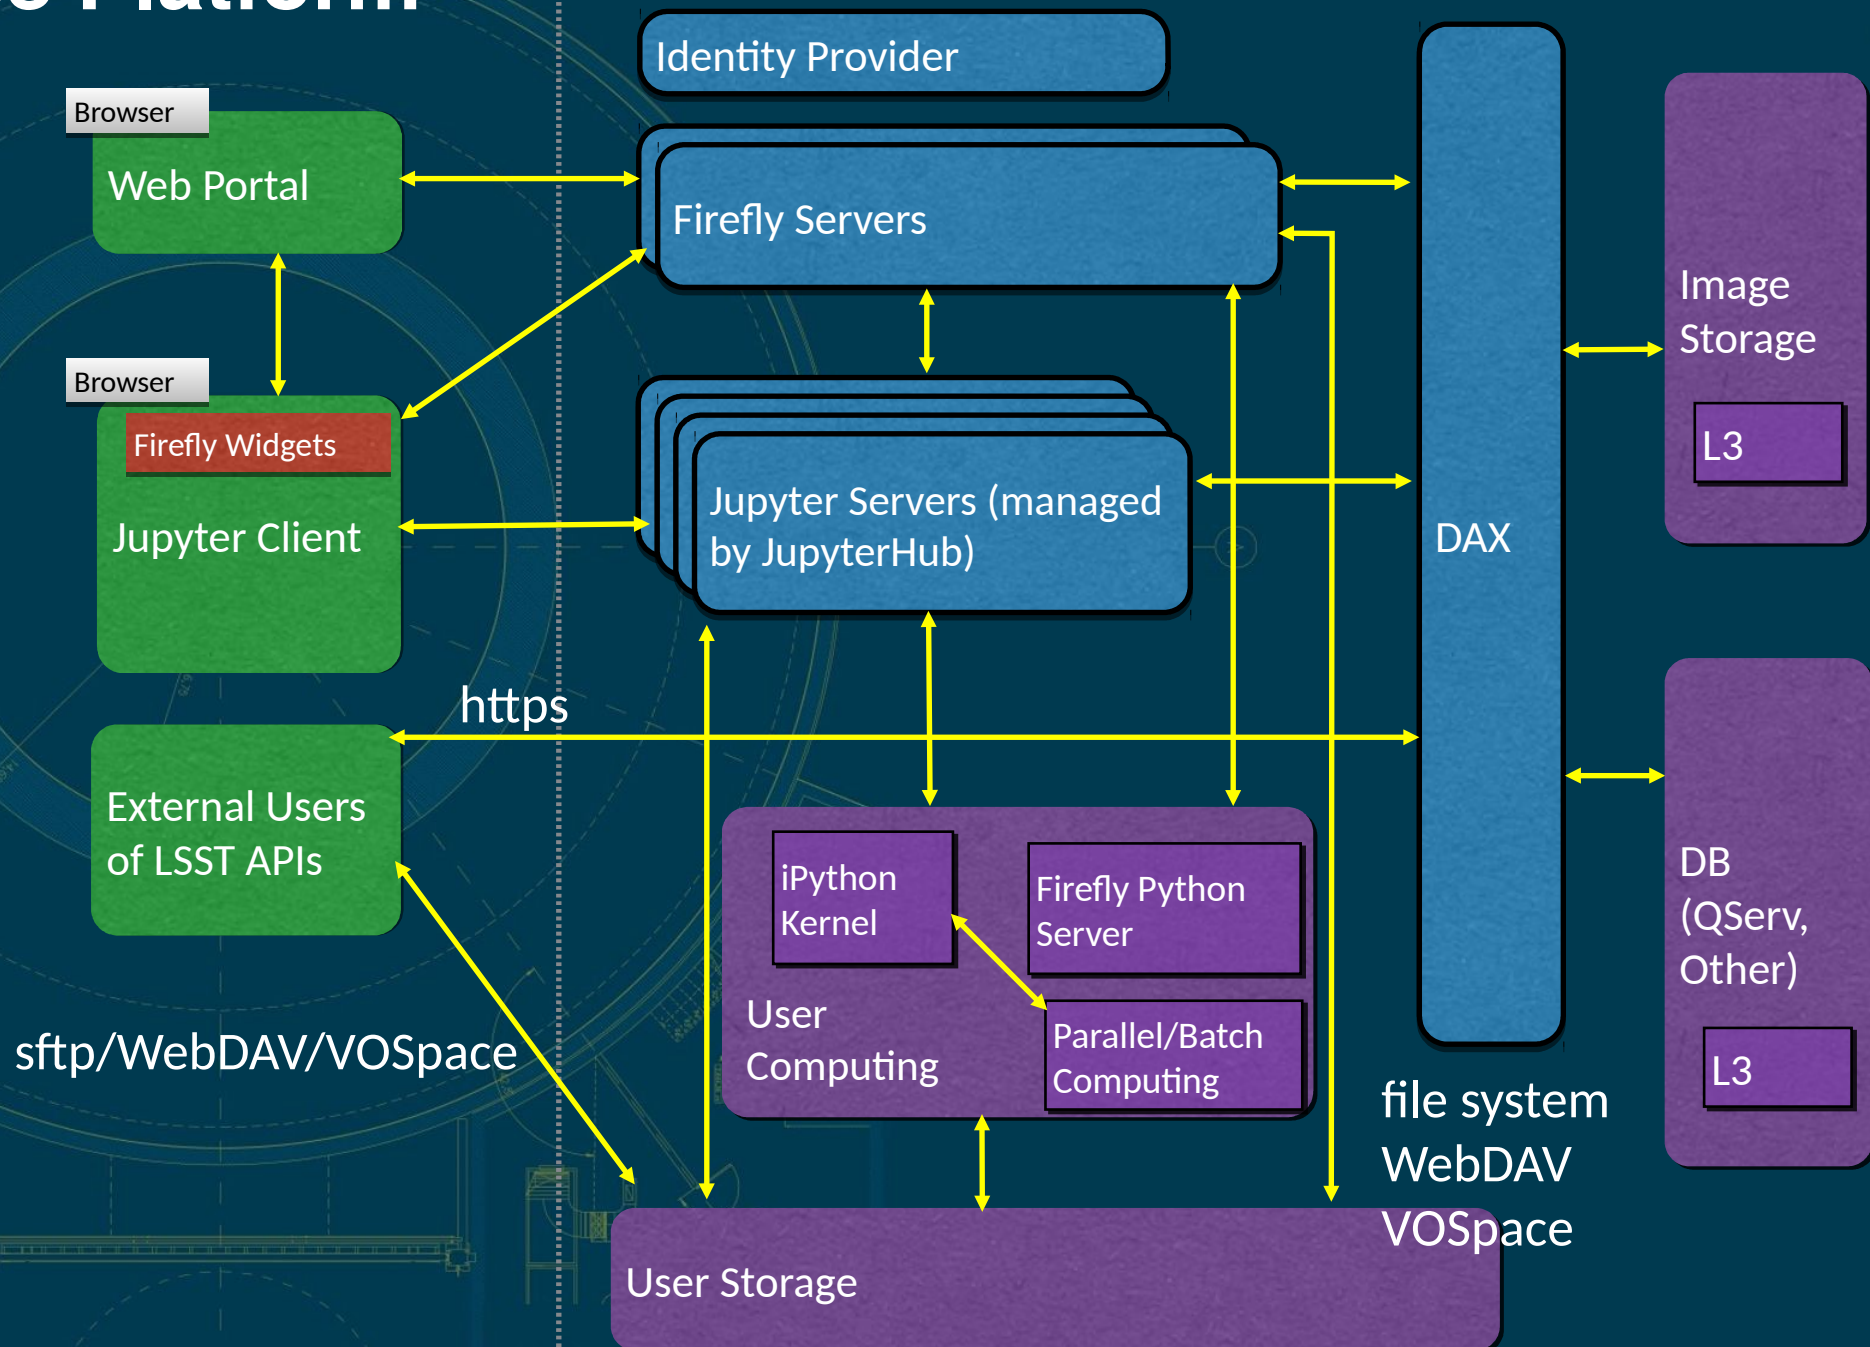 Platform
Identity Provider
Browser
Web Portal
Firefly Servers
Browser
Firefly Widgets
Jupyter Client
Jupyter Servers (managed
by JupyterHub)
DAX
Image
Storage
L3
https
External Users
of LSST APIs
sftp/WebDAV/VOSpace
iPython
Kernel
Firefly Python
Server
User
Computing
Parallel/Batch
Computing
DB
(QServ,
Other)
L3
file system
WebDAV
VOSpace
User Storage